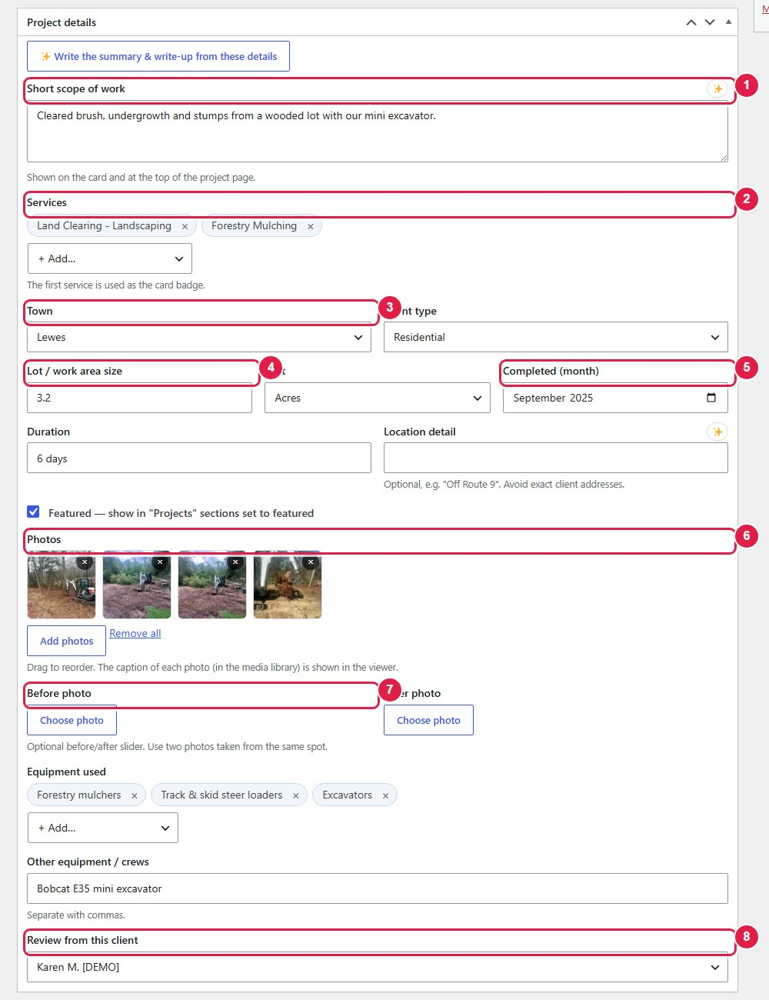 Project details
M
✨ Write the summary & write-up from these details
Short scope of work
1
Cleared brush, undergrowth and stumps from a wooded lot with our mini excavator.
Shown on the card and at the top of the project page.
Services
2
Land Clearing - Landscaping × Forestry Mulching ×
+ Add...
The first service is used as the card badge.
Town 3 nt type
Lewes Residential
Lot / work area size 4 t Completed (month) 5
3.2 Acres September 2025
Duration Location detail
6 days
Optional, e.g. "Off Route 9". Avoid exact client addresses.
Featured — show in "Projects" sections set to featured
Photos
6
Add photos Remove all
Drag to reorder. The caption of each photo (in the media library) is shown in the viewer.
Before photo 7 er photo
Choose photo Choose photo
Optional before/after slider. Use two photos taken from the same spot.
Equipment used
Forestry mulchers × Track & skid steer loaders × Excavators ×
+ Add...
Other equipment / crews
Bobcat E35 mini excavator
Separate with commas.
Review from this client
8
Karen M. [DEMO]